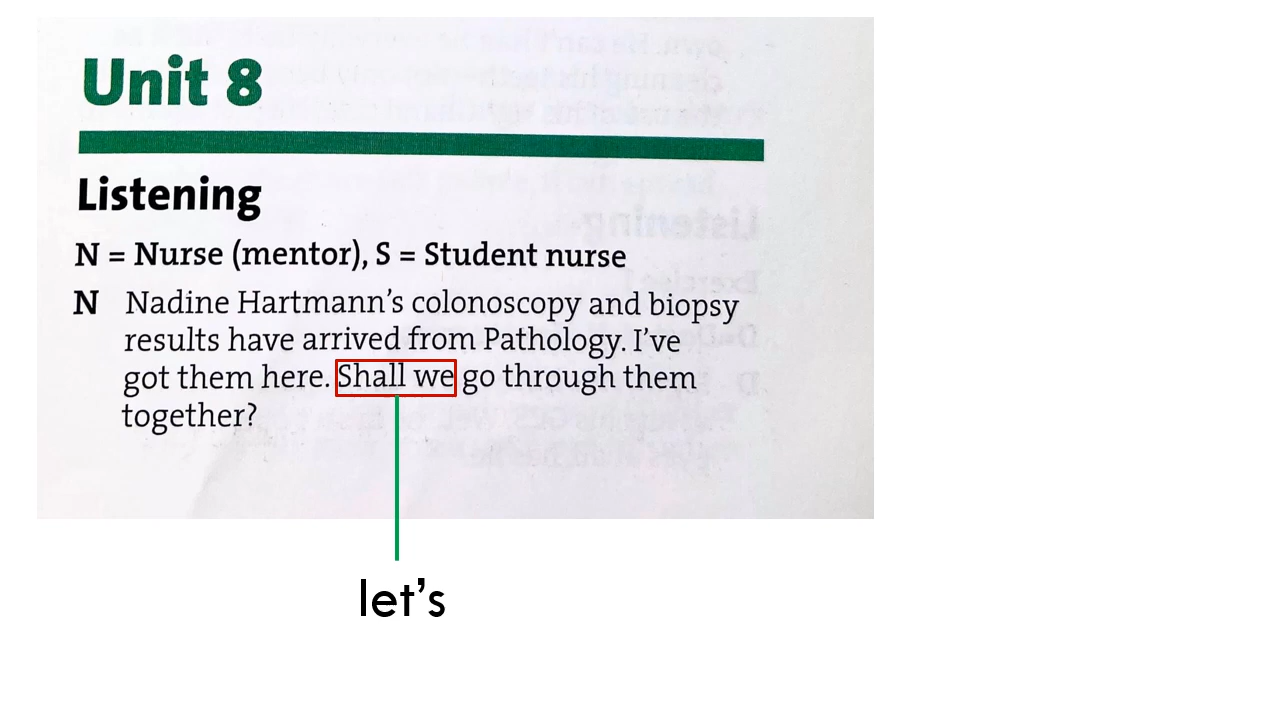 Unit 8
Listening
N = Nurse (mentor), S = Student nurse
N Nadine Hartmann's colonoscopy and biopsy
results have arrived from Pathology. I've
got them here. Shall we go through them
together?
let's